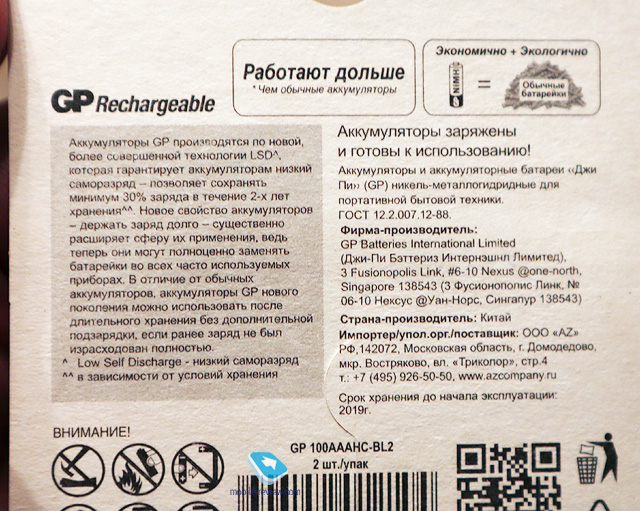 GP Rechargeable
Работают дольше
* Чем обычные аккумуляторы
Экономично + Экологично
NiMH
=
Обычные
батарейки
Аккумуляторы GP производятся по новой,
более совершенной технологии LSD^,
которая гарантирует аккумуляторам низкий
саморазряд – позволяет сохранять
минимум 30% заряда в течение 2-х лет
хранения^^. Новое свойство аккумуляторов
– держать заряд долго – существенно
расширяет сферу их применения, ведь
теперь они могут полноценно заменять
батарейки во всех часто используемых
приборах. В отличие от обычных
аккумуляторов, аккумуляторы GP нового
поколения можно использовать после
длительного хранения без дополнительной
подзарядки, если ранее заряд не был
израсходован полностью.
^ Low Self Discharge - низкий саморазряд
^^ в зависимости от условий хранения
Аккумуляторы заряжены
и готовы к использованию!
Аккумуляторы и аккумуляторные батареи «Джи
Пи» (GP) никель-металлогидридные для
портативной бытовой техники.
ГОСТ 12.2.007.12-88.
Фирма-производитель:
GP Batteries International Limited
(Джи-Пи Бэттериз Интернэшнл Лимитед),
3 Fusionopolis Link, #6-10 Nexus @one-north,
Singapore 138543 (3 Фусионополис Линк, №
06-10 Нексус @Уан-Норс, Сингапур 138543)
Страна-производитель: Китай
Импортер/упол.орг./поставщик: ООО «AZ»
РФ,142072, Московская область, г. Домодедово,
мкр. Востряково, вл. «Триколор», стр.4
т.: +7 (495) 926-50-50, www.azcompany.ru
Срок хранения до начала эксплуатации:
2019г.
ВНИМАНИЕ!
GP 100AAAHC-BL2
2 шт./упак
mobile-review.com